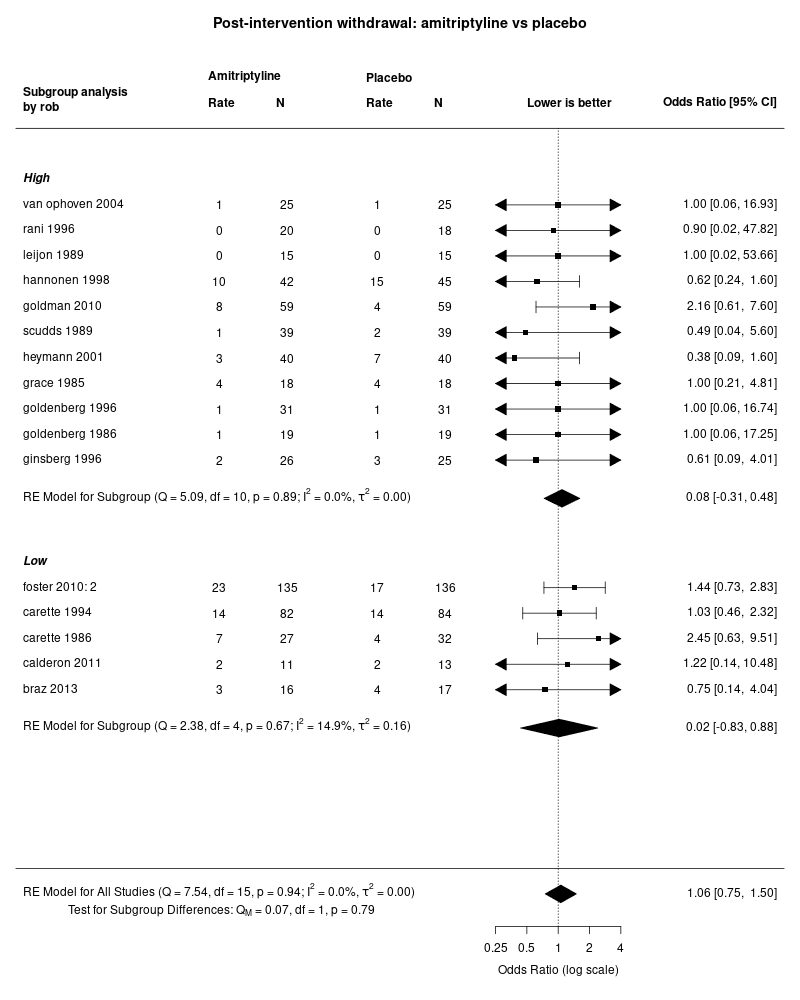 Post-intervention withdrawal: amitriptyline vs placebo
Amitriptyline Placebo
Subgroup analysis
by rob
Rate N Rate N Lower is better Odds Ratio [95% CI]
High
van ophoven 2004 1 25 1 25 1.00 [0.06, 16.93]
rani 1996 0 20 0 18 0.90 [0.02, 47.82]
leijon 1989 0 15 0 15 1.00 [0.02, 53.66]
hannonen 1998 10 42 15 45 0.62 [0.24, 1.60]
goldman 2010 8 59 4 59 2.16 [0.61, 7.60]
scudds 1989 1 39 2 39 0.49 [0.04, 5.60]
heymann 2001 3 40 7 40 0.38 [0.09, 1.60]
grace 1985 4 18 4 18 1.00 [0.21, 4.81]
goldenberg 1996 1 31 1 31 1.00 [0.06, 16.74]
goldenberg 1986 1 19 1 19 1.00 [0.06, 17.25]
ginsberg 1996 2 26 3 25 0.61 [0.09, 4.01]
RE Model for Subgroup (Q = 5.09, df = 10, p = 0.89; I² = 0.0%, τ² = 0.00) 0.08 [-0.31, 0.48]
Low
foster 2010: 2 23 135 17 136 1.44 [0.73, 2.83]
carette 1994 14 82 14 84 1.03 [0.46, 2.32]
carette 1986 7 27 4 32 2.45 [0.63, 9.51]
calderon 2011 2 11 2 13 1.22 [0.14, 10.48]
braz 2013 3 16 4 17 0.75 [0.14, 4.04]
RE Model for Subgroup (Q = 2.38, df = 4, p = 0.67; I² = 14.9%, τ² = 0.16) 0.02 [-0.83, 0.88]
RE Model for All Studies (Q = 7.54, df = 15, p = 0.94; I² = 0.0%, τ² = 0.00) 1.06 [0.75, 1.50]
Test for Subgroup Differences: Q_M = 0.07, df = 1, p = 0.79
0.25 0.5 1 2 4
Odds Ratio (log scale)